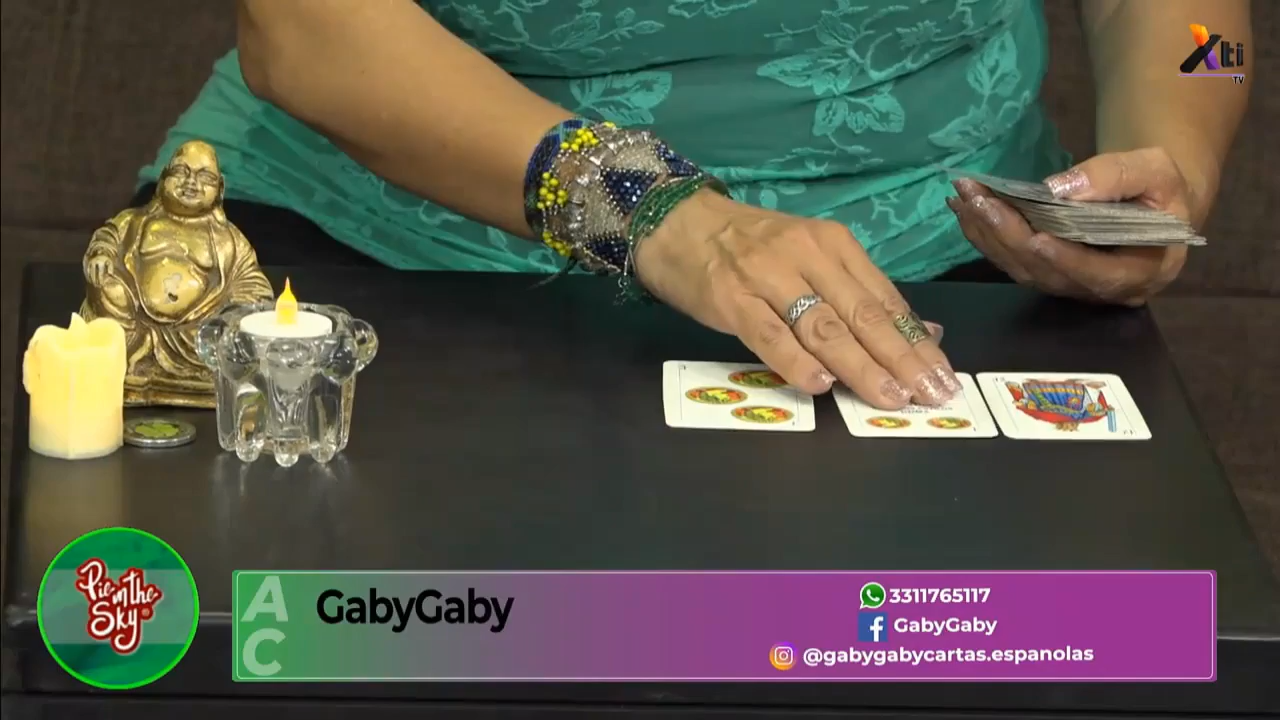 Xti
TV
Pie in the
Sky
AC
GabyGaby
3311765117
GabyGaby
@gabygabycartas.espanolas